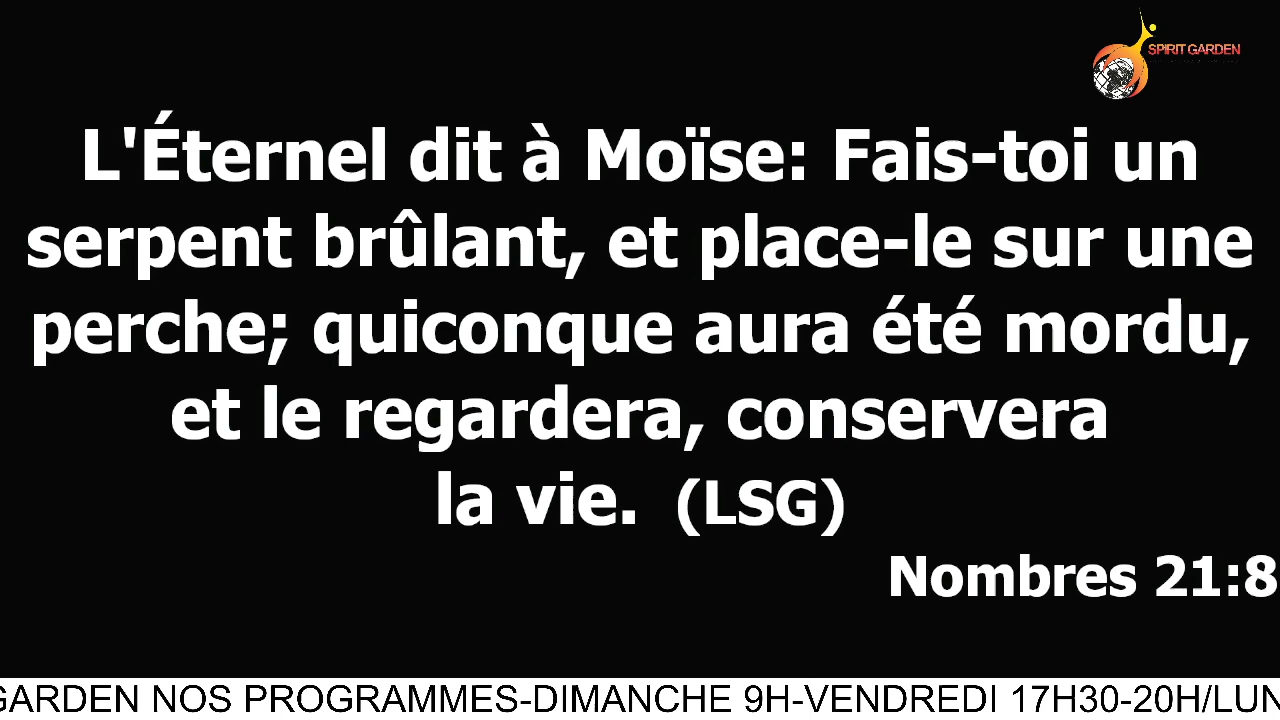 SPIRIT GARDEN
L'Éternel dit à Moïse: Fais-toi un
serpent brûlant, et place-le sur une
perche; quiconque aura été mordu,
et le regardera, conservera
la vie. (LSG)
Nombres 21:8
GARDEN NOS PROGRAMMES-DIMANCHE 9H-VENDREDI 17H30-20H/LUN